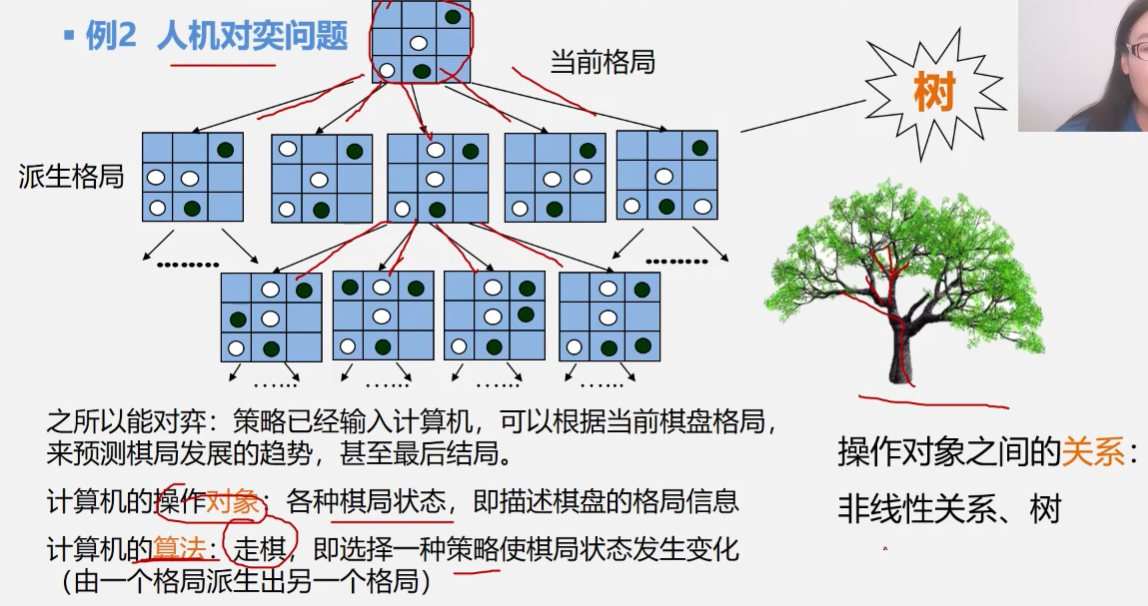 ▪ 例2 人机对弈问题
当前格局
树
派生格局
………
………
……
……
……
……
之所以能对弈：策略已经输入计算机，可以根据当前棋盘格局，
来预测棋局发展的趋势，甚至最后结局。
计算机的操作对象：各种棋局状态，即描述棋盘的格局信息
计算机的算法：走棋，即选择一种策略使棋局状态发生变化
（由一个格局派生出另一个格局）
操作对象之间的关系：
非线性关系、树